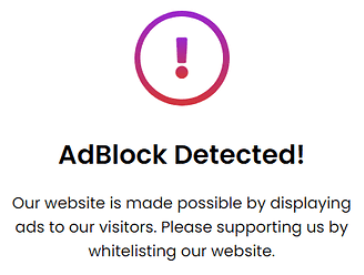 AdBlock Detected!
Our website is made possible by displaying
ads to our visitors. Please supporting us by
whitelisting our website.